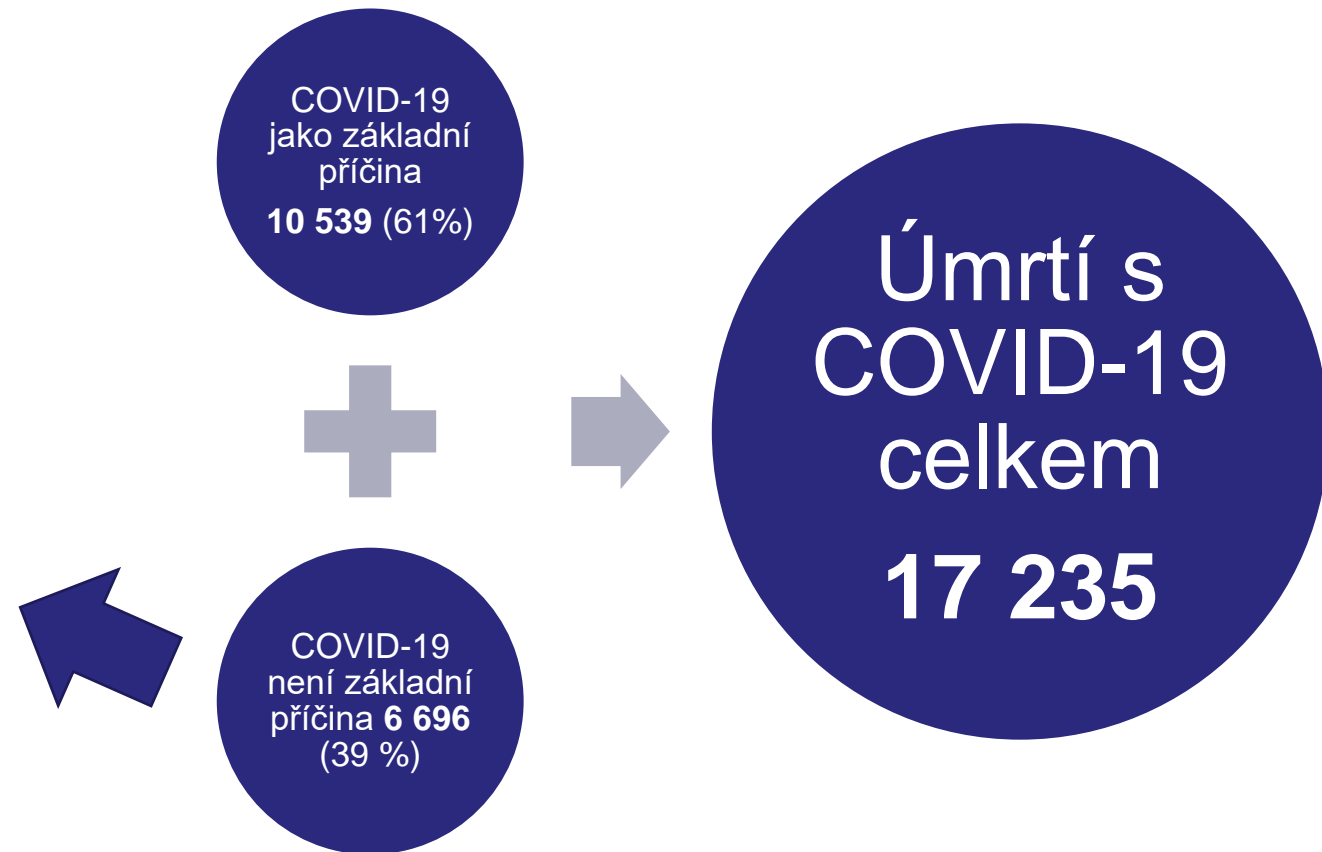 COVID-19
jako základní
příčina
10 539 (61%)
COVID-19
není základní
příčina 6 696
(39 %)
Úmrtí s
COVID-19
celkem
17 235